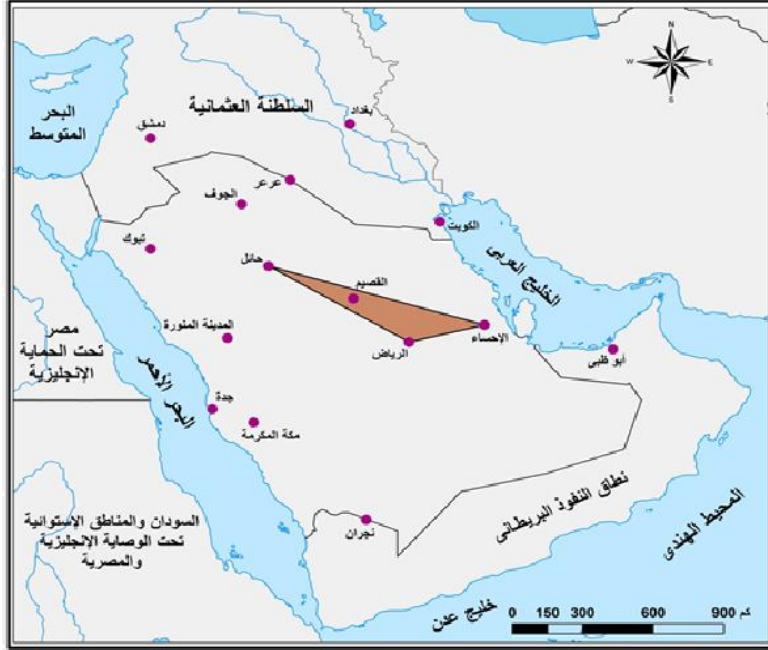 N
W
E
S
السلطنة العثمانية
البحر
المتوسط
دمشق
بغداد
عرعر
الجوف
الكويت
تبوك
حائل
القصيم
الخليج العربي
المدينة المنورة
الرياض
الإحساء
أبو ظبي
مصر
تحت الحماية
الإنجليزية
البحر الأحمر
جدة
مكة المكرمة
نطاق النفوذ البريطاني
المحيط الهندي
السودان والمناطق الإستوائية
تحت الوصاية الإنجليزية
والمصرية
نجران
خليج عدن
0 150 300 600 900 كم